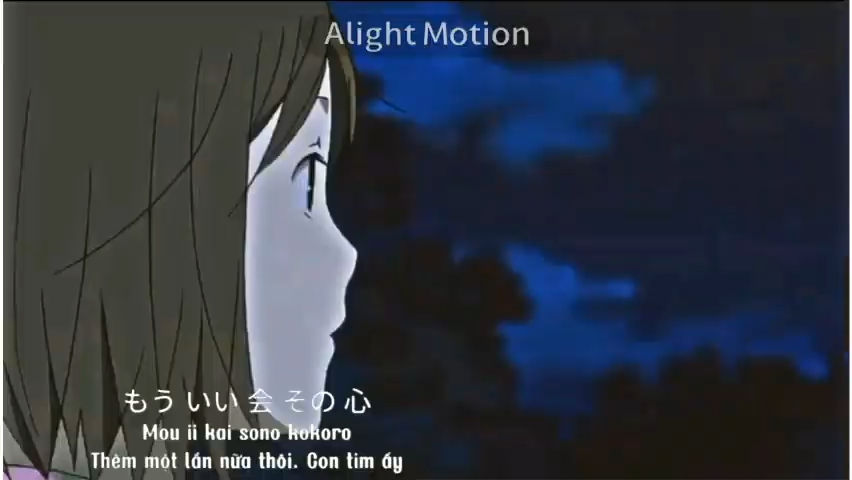 Alight Motion
もう いい 会 その 心
Mou ii kai sono kokoro
Thêm một lần nữa thôi. Con tim ấy